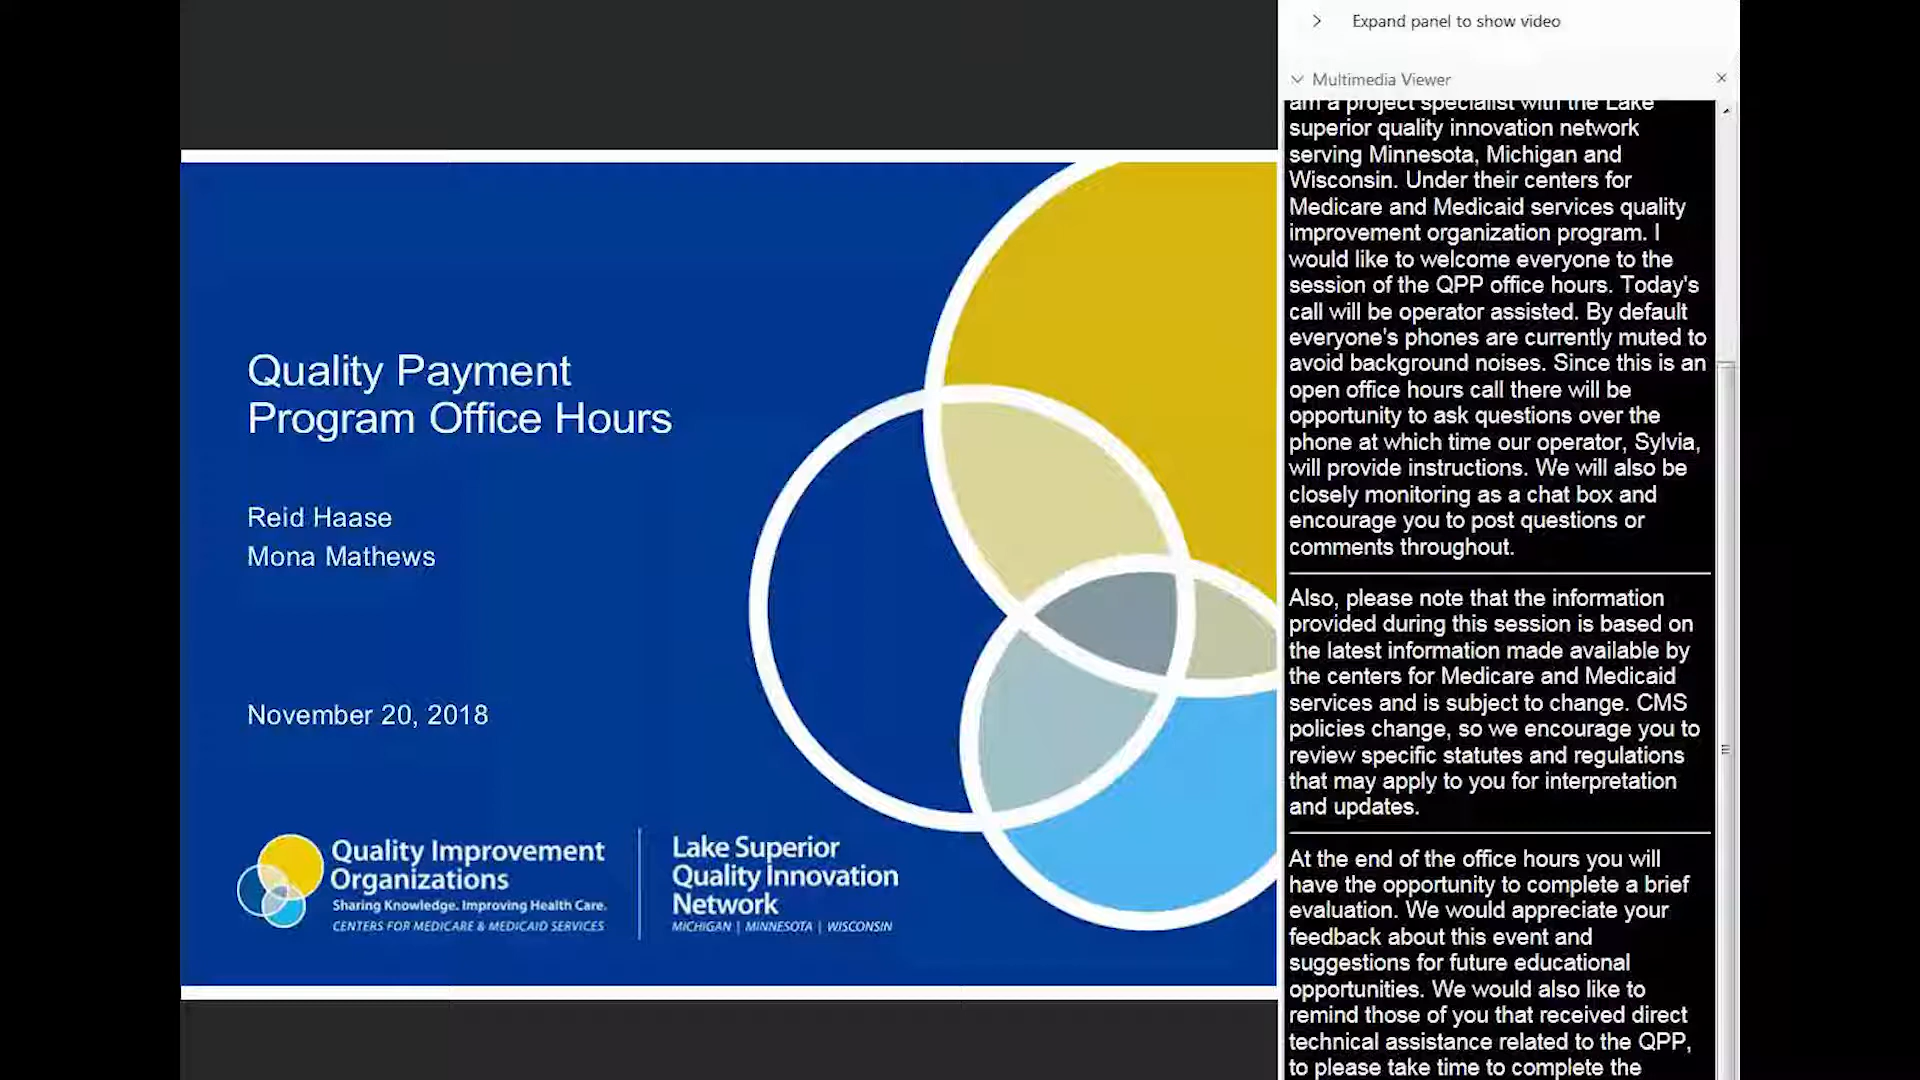 Expand panel to show video
Multimedia Viewer
Quality Payment
Program Office Hours
Reid Haase
Mona Mathews
November 20, 2018
Quality Improvement
Organizations
Sharing Knowledge. Improving Health Care.
CENTERS FOR MEDICARE & MEDICAID SERVICES
Lake Superior
Quality Innovation
Network
MICHIGAN | MINNESOTA | WISCONSIN
am a project specialist with the Lake
superior quality innovation network
serving Minnesota, Michigan and
Wisconsin. Under their centers for
Medicare and Medicaid services quality
improvement organization program. I
would like to welcome everyone to the
session of the QPP office hours. Today's
call will be operator assisted. By default
everyone's phones are currently muted to
avoid background noises. Since this is an
open office hours call there will be
opportunity to ask questions over the
phone at which time our operator, Sylvia,
will provide instructions. We will also be
closely monitoring as a chat box and
encourage you to post questions or
comments throughout.
Also, please note that the information
provided during this session is based on
the latest information made available by
the centers for Medicare and Medicaid
services and is subject to change. CMS
policies change, so we encourage you to
review specific statutes and regulations
that may apply to you for interpretation
and updates.
At the end of the office hours you will
have the opportunity to complete a brief
evaluation. We would appreciate your
feedback about this event and
suggestions for future educational
opportunities. We would also like to
remind those of you that received direct
technical assistance related to the QPP,
to please take time to complete the